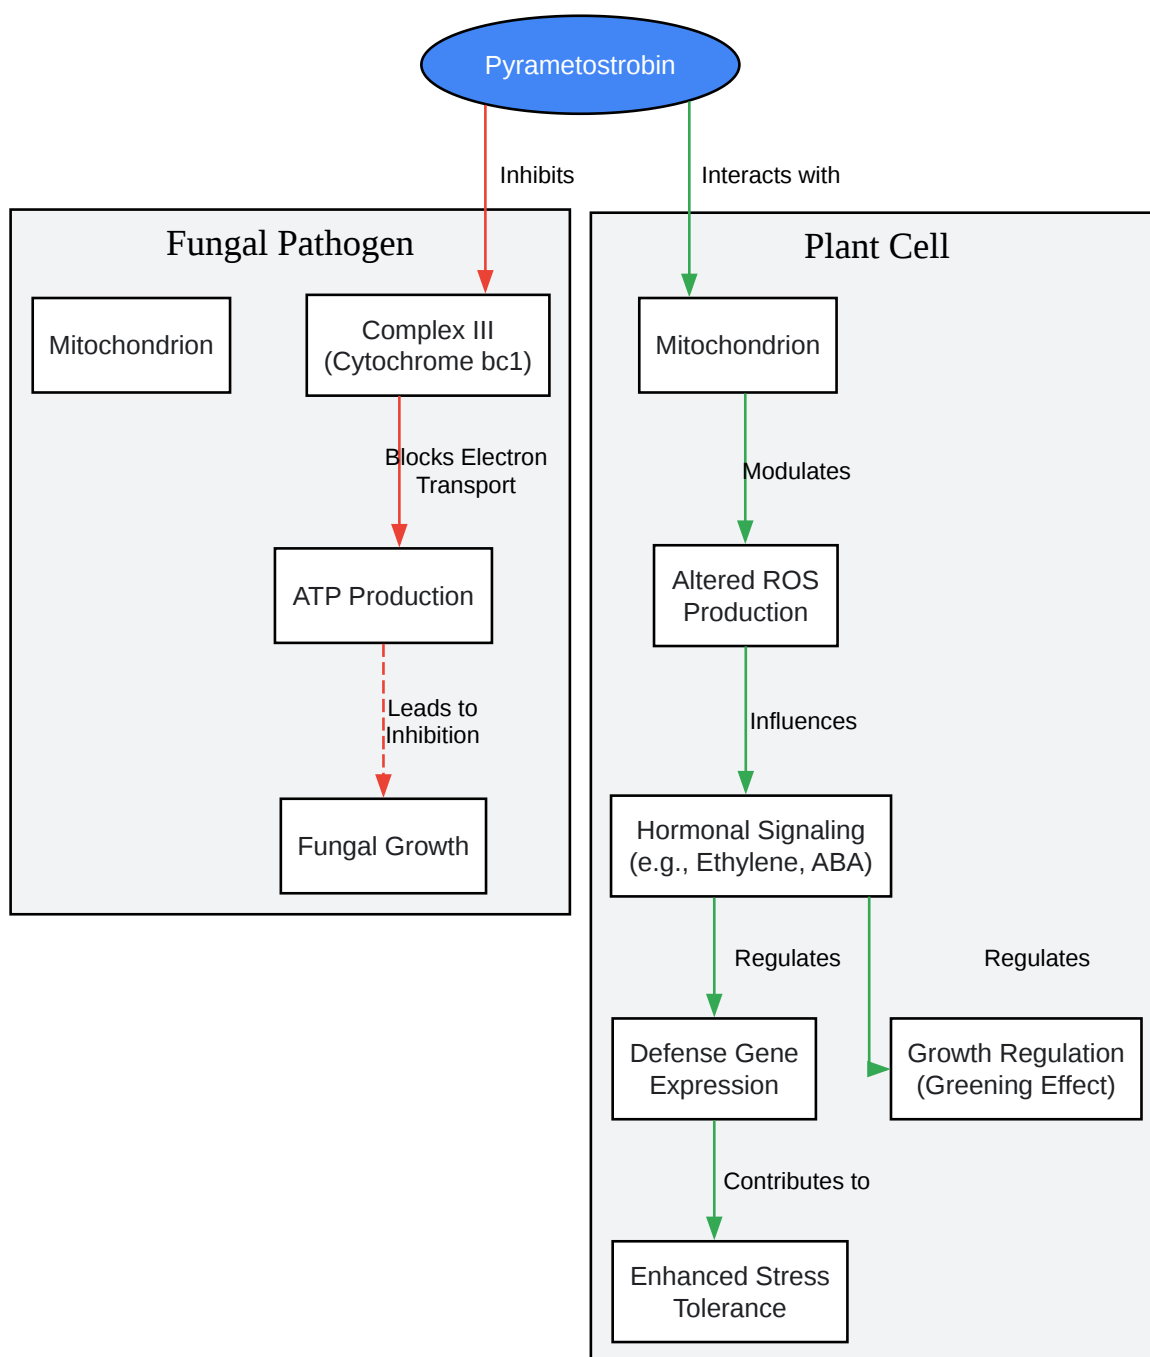 Pyrametostrobin
Inhibits
Interacts with
Fungal Pathogen
Mitochondrion
Complex III
(Cytochrome bc1)
Blocks Electron
Transport
ATP Production
Leads to
Inhibition
Fungal Growth
Plant Cell
Mitochondrion
Modulates
Altered ROS
Production
Influences
Hormonal Signaling
(e.g., Ethylene, ABA)
Regulates
Regulates
Defense Gene
Expression
Growth Regulation
(Greening Effect)
Contributes to
Enhanced Stress
Tolerance